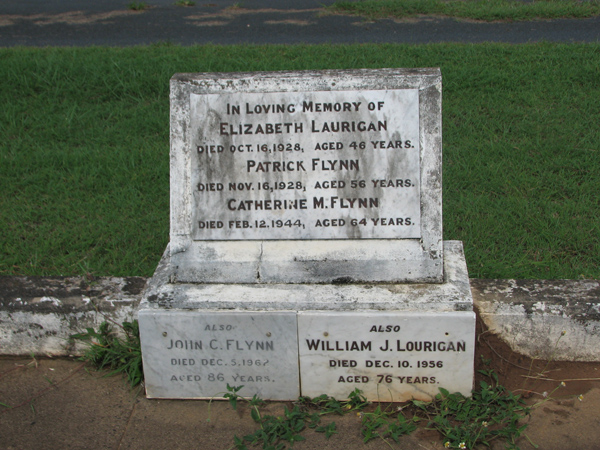 In Loving Memory of
Elizabeth Laurigan
Died Oct. 16, 1928, Aged 46 Years.
Patrick Flynn
Died Nov. 16, 1928, Aged 56 Years.
Catherine M. Flynn
Died Feb. 12, 1944, Aged 64 Years.
Also
John C. Flynn
Died Dec. 5, 1962
Aged 86 Years.
Also
William J. Lourigan
Died Dec. 10. 1956
Aged 76 Years